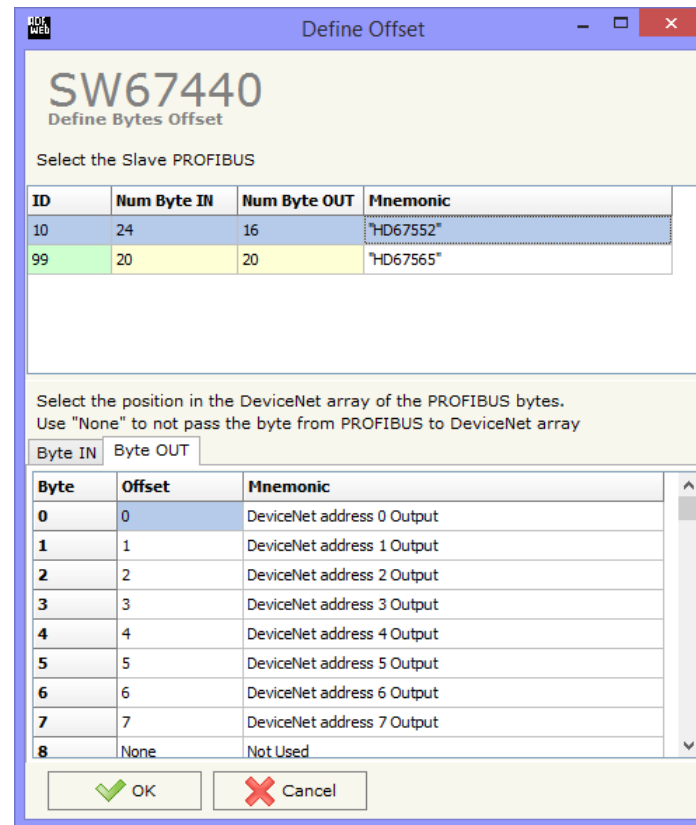 ADF
WEB
Define Offset
SW67440
Define Bytes Offset
Select the Slave PROFIBUS
ID Num Byte IN Num Byte OUT Mnemonic
10 24 16 "HD67552"
99 20 20 "HD67565"
Select the position in the DeviceNet array of the PROFIBUS bytes.
Use "None" to not pass the byte from PROFIBUS to DeviceNet array
Byte IN Byte OUT
Byte Offset Mnemonic
0 0 DeviceNet address 0 Output
1 1 DeviceNet address 1 Output
2 2 DeviceNet address 2 Output
3 3 DeviceNet address 3 Output
4 4 DeviceNet address 4 Output
5 5 DeviceNet address 5 Output
6 6 DeviceNet address 6 Output
7 7 DeviceNet address 7 Output
8 None Not Used
OK Cancel